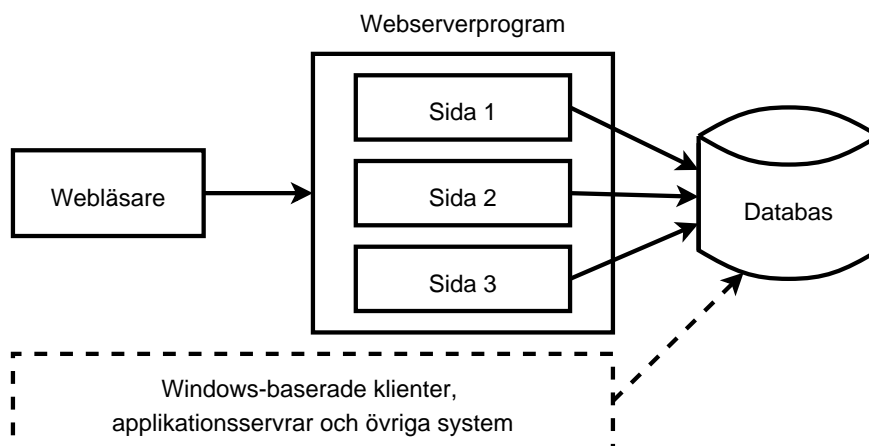 Webserverprogram
Sida 1
Webläsare
Sida 2
Databas
Sida 3
Windows-baserade klienter,
applikationsservrar och övriga system